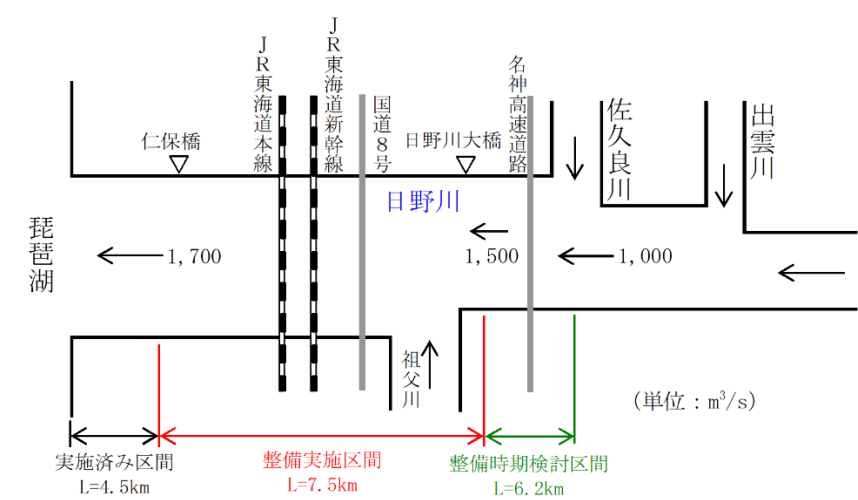 JR東海道本線
JR東海道新幹線
国道8号
名神高速道路
佐久良川
出雲川
仁保橋
日野川大橋
日野川
琵琶湖
1,700
1,500
1,000
祖父川
(単位：m³/s)
実施済み区間
L=4.5km
整備実施区間
L=7.5km
整備時期検討区間
L=6.2km